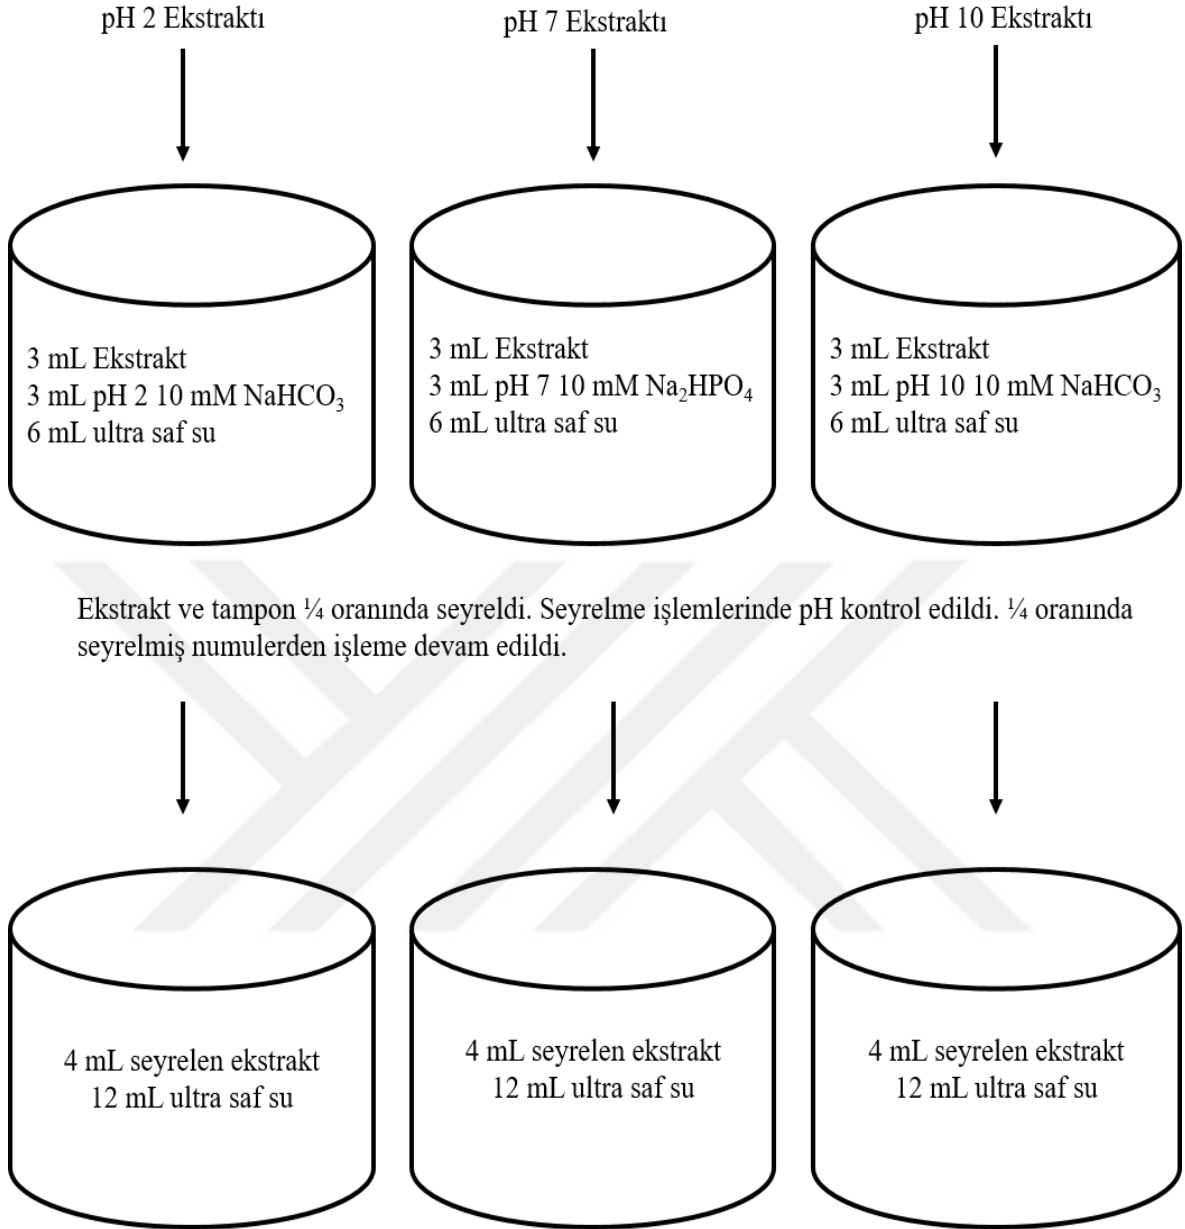 pH 2 Ekstraktı
pH 7 Ekstraktı
pH 10 Ekstraktı
3 mL Ekstrakt
3 mL pH 2 10 mM NaHCO₃
6 mL ultra saf su
3 mL Ekstrakt
3 mL pH 7 10 mM Na₂HPO₄
6 mL ultra saf su
3 mL Ekstrakt
3 mL pH 10 10 mM NaHCO₃
6 mL ultra saf su
Ekstrakt ve tampon ¼ oranında seyreldi. Seyrelme işlemlerinde pH kontrol edildi. ¼ oranında
seyrelmiş numulerden işleme devam edildi.
4 mL seyrelen ekstrakt
12 mL ultra saf su
4 mL seyrelen ekstrakt
12 mL ultra saf su
4 mL seyrelen ekstrakt
12 mL ultra saf su